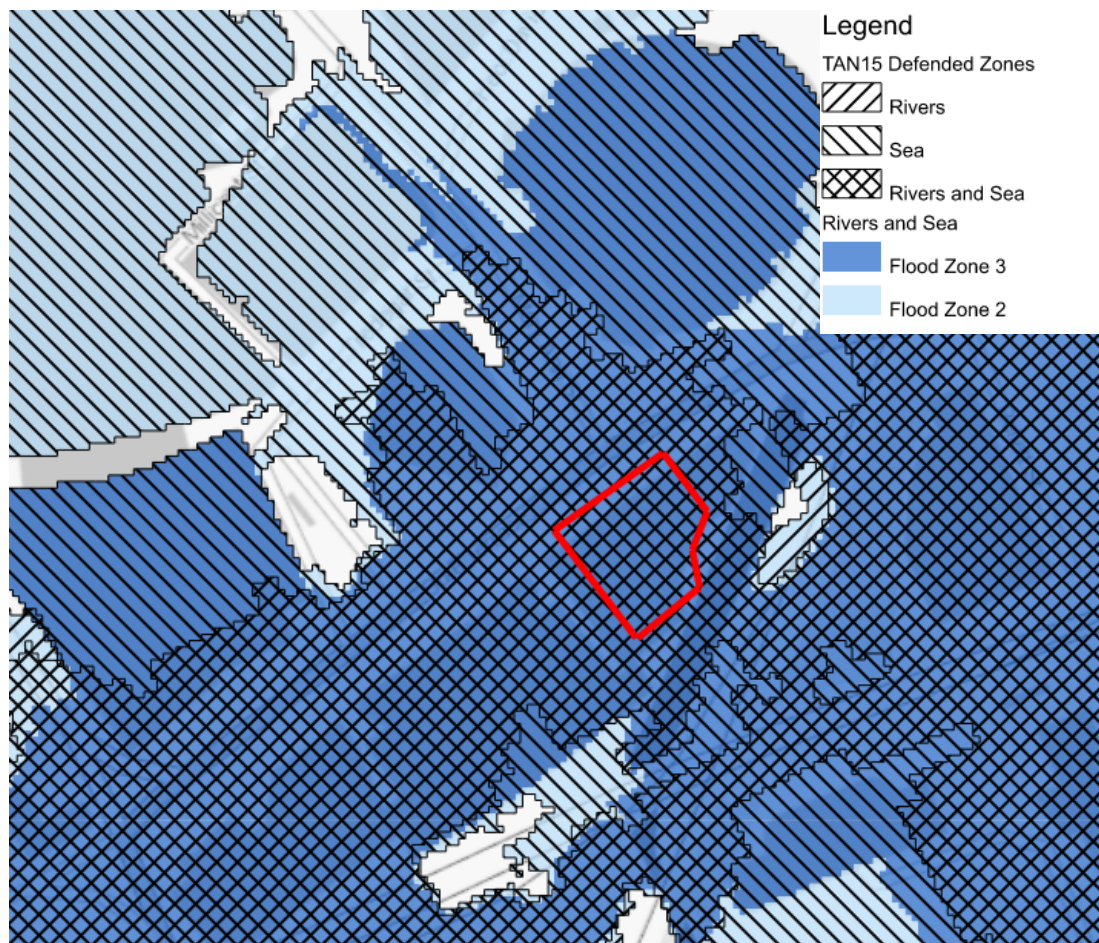 Legend
TAN15 Defended Zones
Rivers
Sea
Rivers and Sea
Rivers and Sea
Flood Zone 3
Flood Zone 2